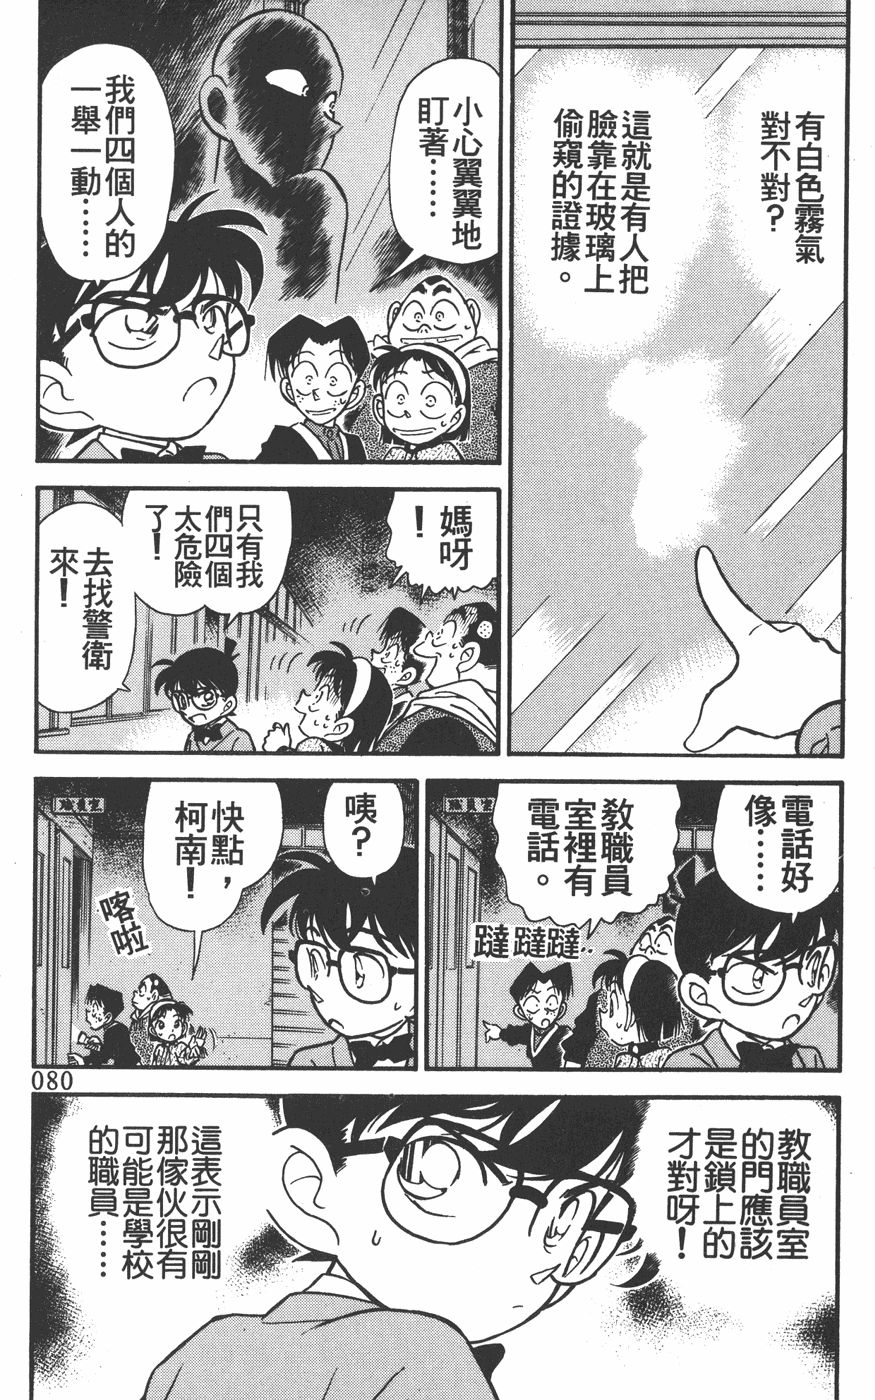 有白色霧氣
對不對？
這就是有人把
臉靠在玻璃上
偷窺的證據。
小心翼翼地
盯著……
我們四個人的
一舉一動……
媽呀
！
只有我
們四個
太危險
了！
去找警衛
來！
電話好
像……
教職員
室裡有
電話。
躂躂躂..
職員室
咦？
快點，
柯南！
喀啦
職員室
080
教職員室
的門應該
是鎖上的
才對呀！
這表示剛剛
那傢伙很有
可能是學校
的職員……